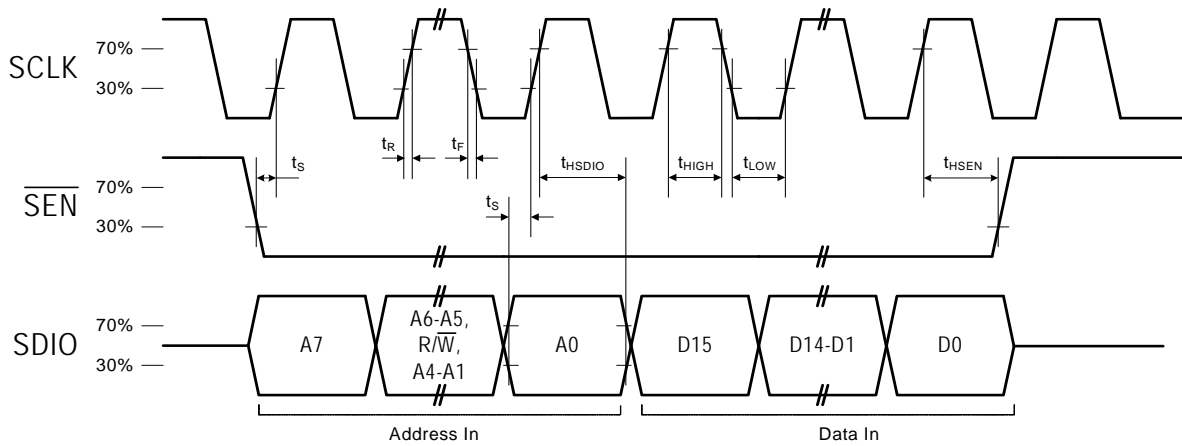 SCLK
70%
30%
tS
tR
tF
tHSDIO
tHIGH
tLOW
tHSEN
SEN
70%
30%
tS
SDIO
70%
30%
A7
A6-A5,
R/W,
A4-A1
A0
D15
D14-D1
D0
Address In
Data In